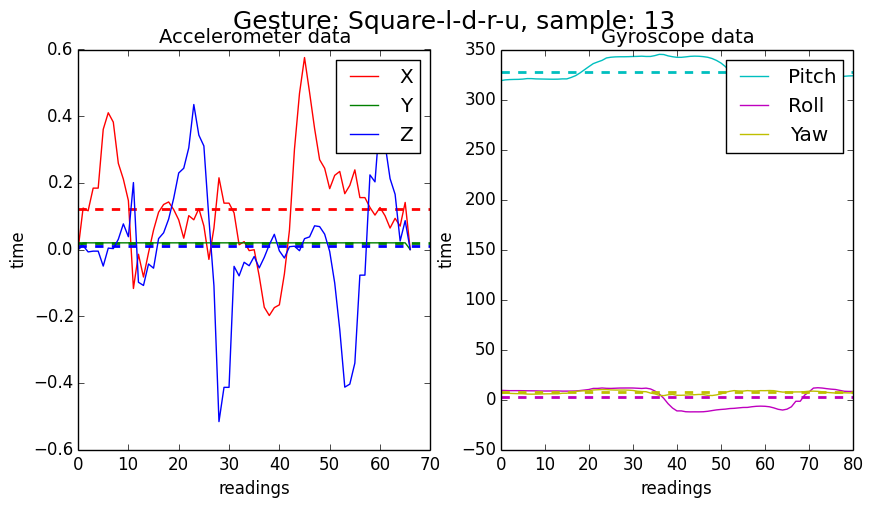 Gesture: Square-l-d-r-u, sample: 13
Accelerometer data
0.6
0.4
0.2
0.0
−0.2
−0.4
−0.6
time
X
Y
Z
0 10 20 30 40 50 60 70
readings
Gyroscope data
350
300
250
200
150
100
50
0
−50
time
Pitch
Roll
Yaw
0 10 20 30 40 50 60 70 80
readings